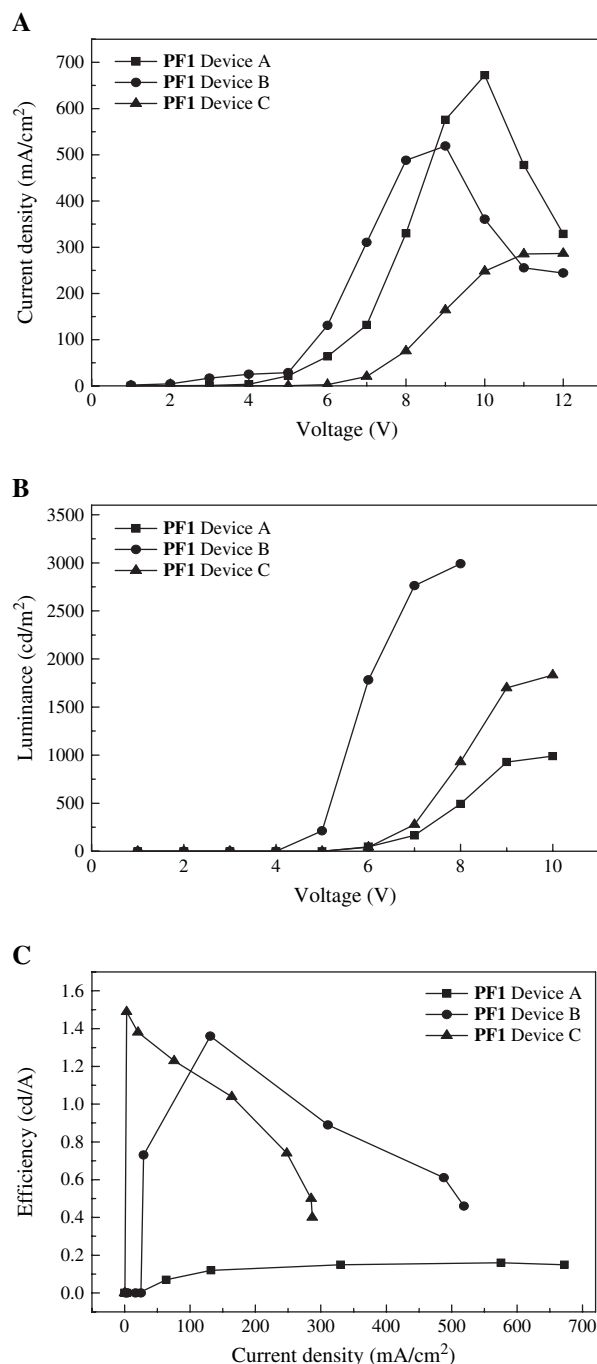 A
PF1 Device A
PF1 Device B
PF1 Device C
700
600
500
400
300
200
100
0
Current density (mA/cm²)
0 2 4 6 8 10 12
Voltage (V)
B
PF1 Device A
PF1 Device B
PF1 Device C
3500
3000
2500
2000
1750
1000
500
0
Luminance (cd/m²)
0 2 4 6 8 10
Voltage (V)
C
PF1 Device A
PF1 Device B
PF1 Device C
1.6
1.4
1.2
1.0
0.8
0.6
0.4
0.2
0.0
Efficiency (cd/A)
0 100 200 300 400 500 600 700
Current density (mA/cm²)